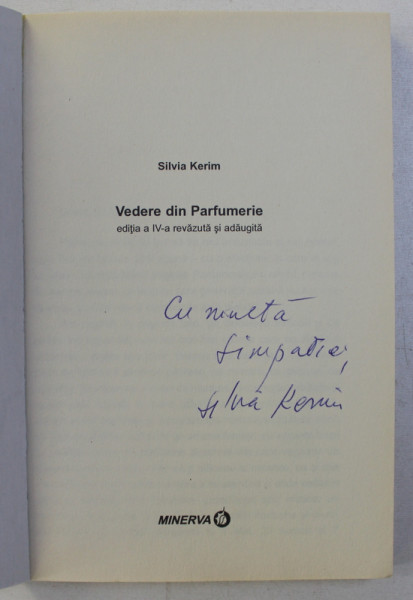 Silvia Kerim
Vedere din Parfumerie
ediția a IV-a revăzută și adăugită
Cu multă
simpatie,
Silvia Kerim
MINERVA